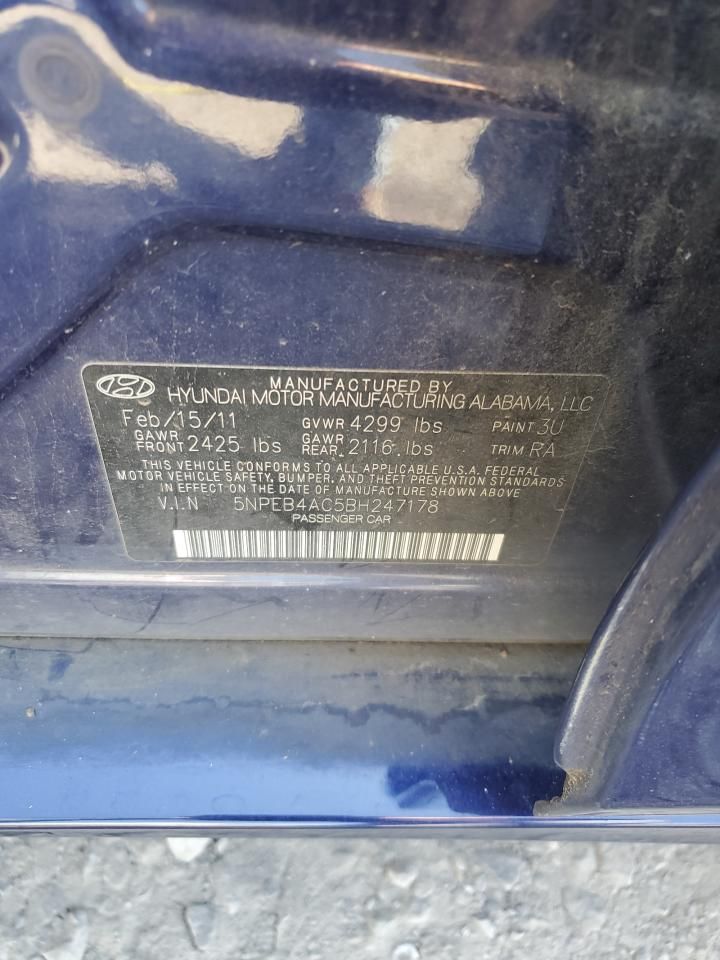 MANUFACTURED BY
HYUNDAI MOTOR MANUFACTURING ALABAMA, LLC
Feb/15/11 GVWR 4299 lbs PAINT 3U
GAWR FRONT 2425 lbs GAWR REAR 2116 lbs TRIM RA
THIS VEHICLE CONFORMS TO ALL APPLICABLE U.S.A. FEDERAL
MOTOR VEHICLE SAFETY, BUMPER, AND THEFT PREVENTION STANDARDS
IN EFFECT ON THE DATE OF MANUFACTURE SHOWN ABOVE
V.I.N 5NPEB4AC5BH247178
PASSENGER CAR